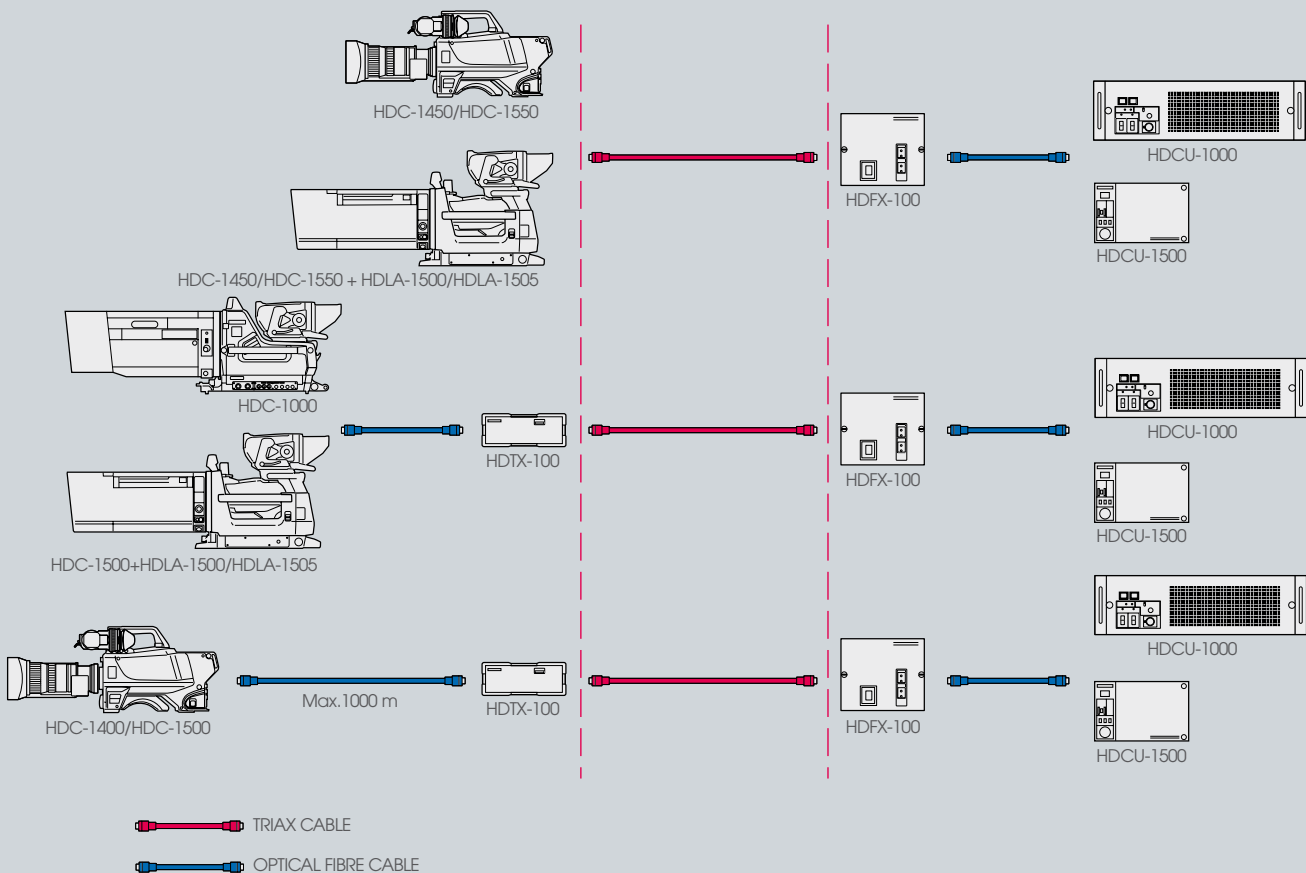 HDC-1450/HDC-1550
HDCU-1000
HDFX-100
HDCU-1500
HDC-1450/HDC-1550 + HDLA-1500/HDLA-1505
HDC-1000
HDCU-1000
HDTX-100
HDFX-100
HDCU-1500
HDC-1500+HDLA-1500/HDLA-1505
HDCU-1000
Max.1000 m
HDTX-100
HDC-1400/HDC-1500
HDFX-100
HDCU-1500
TRIAX CABLE
OPTICAL FIBRE CABLE